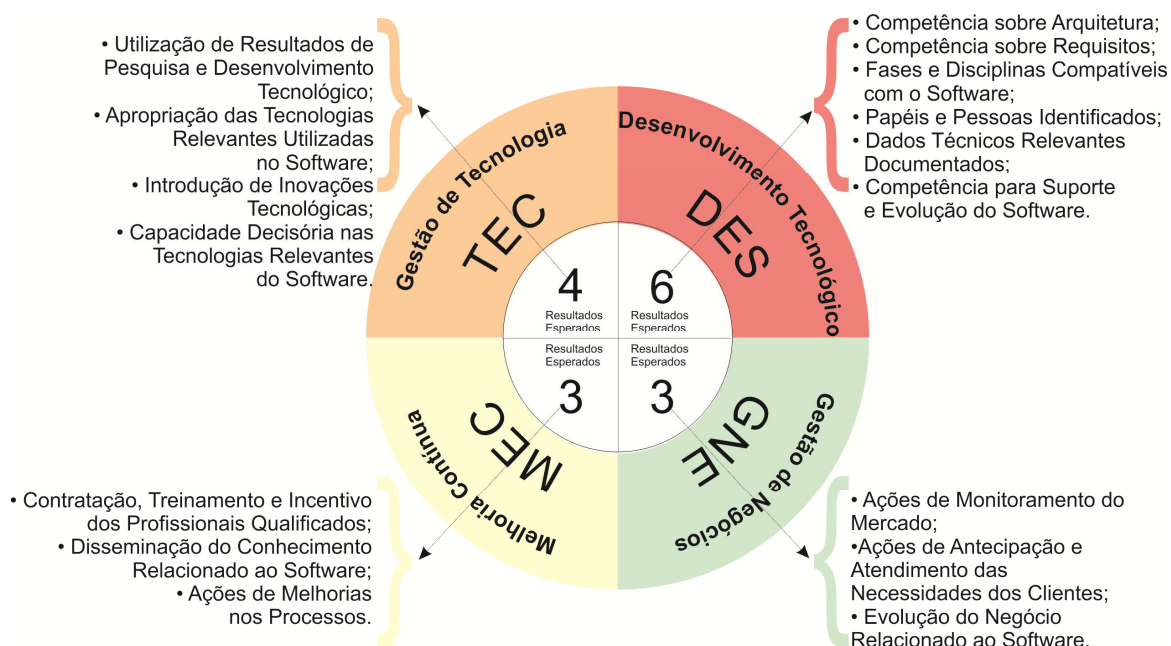 • Utilização de Resultados de
Pesquisa e Desenvolvimento
Tecnológico;
• Apropriação das Tecnologias
Relevantes Utilizadas
no Software;
• Introdução de Inovações
Tecnológicas;
• Capacidade Decisória nas
Tecnologias Relevantes
do Software.
• Competência sobre Arquitetura;
• Competência sobre Requisitos;
• Fases e Disciplinas Compatíveis
com o Software;
• Papéis e Pessoas Identificados;
• Dados Técnicos Relevantes
Documentados;
• Competência para Suporte
e Evolução do Software.
Gestão de Tecnologia
TEC
Desenvolvimento Tecnológico
DES
4
Resultados
Esperados
6
Resultados
Esperados
Resultados
Esperados
3
Resultados
Esperados
3
MEC
Melhoria Contínua
GNE
Gestão de Negócios
• Contratação, Treinamento e Incentivo
dos Profissionais Qualificados;
• Disseminação do Conhecimento
Relacionado ao Software;
• Ações de Melhorias
nos Processos.
• Ações de Monitoramento do
Mercado;
•Ações de Antecipação e
Atendimento das
Necessidades dos Clientes;
• Evolução do Negócio
Relacionado ao Software.